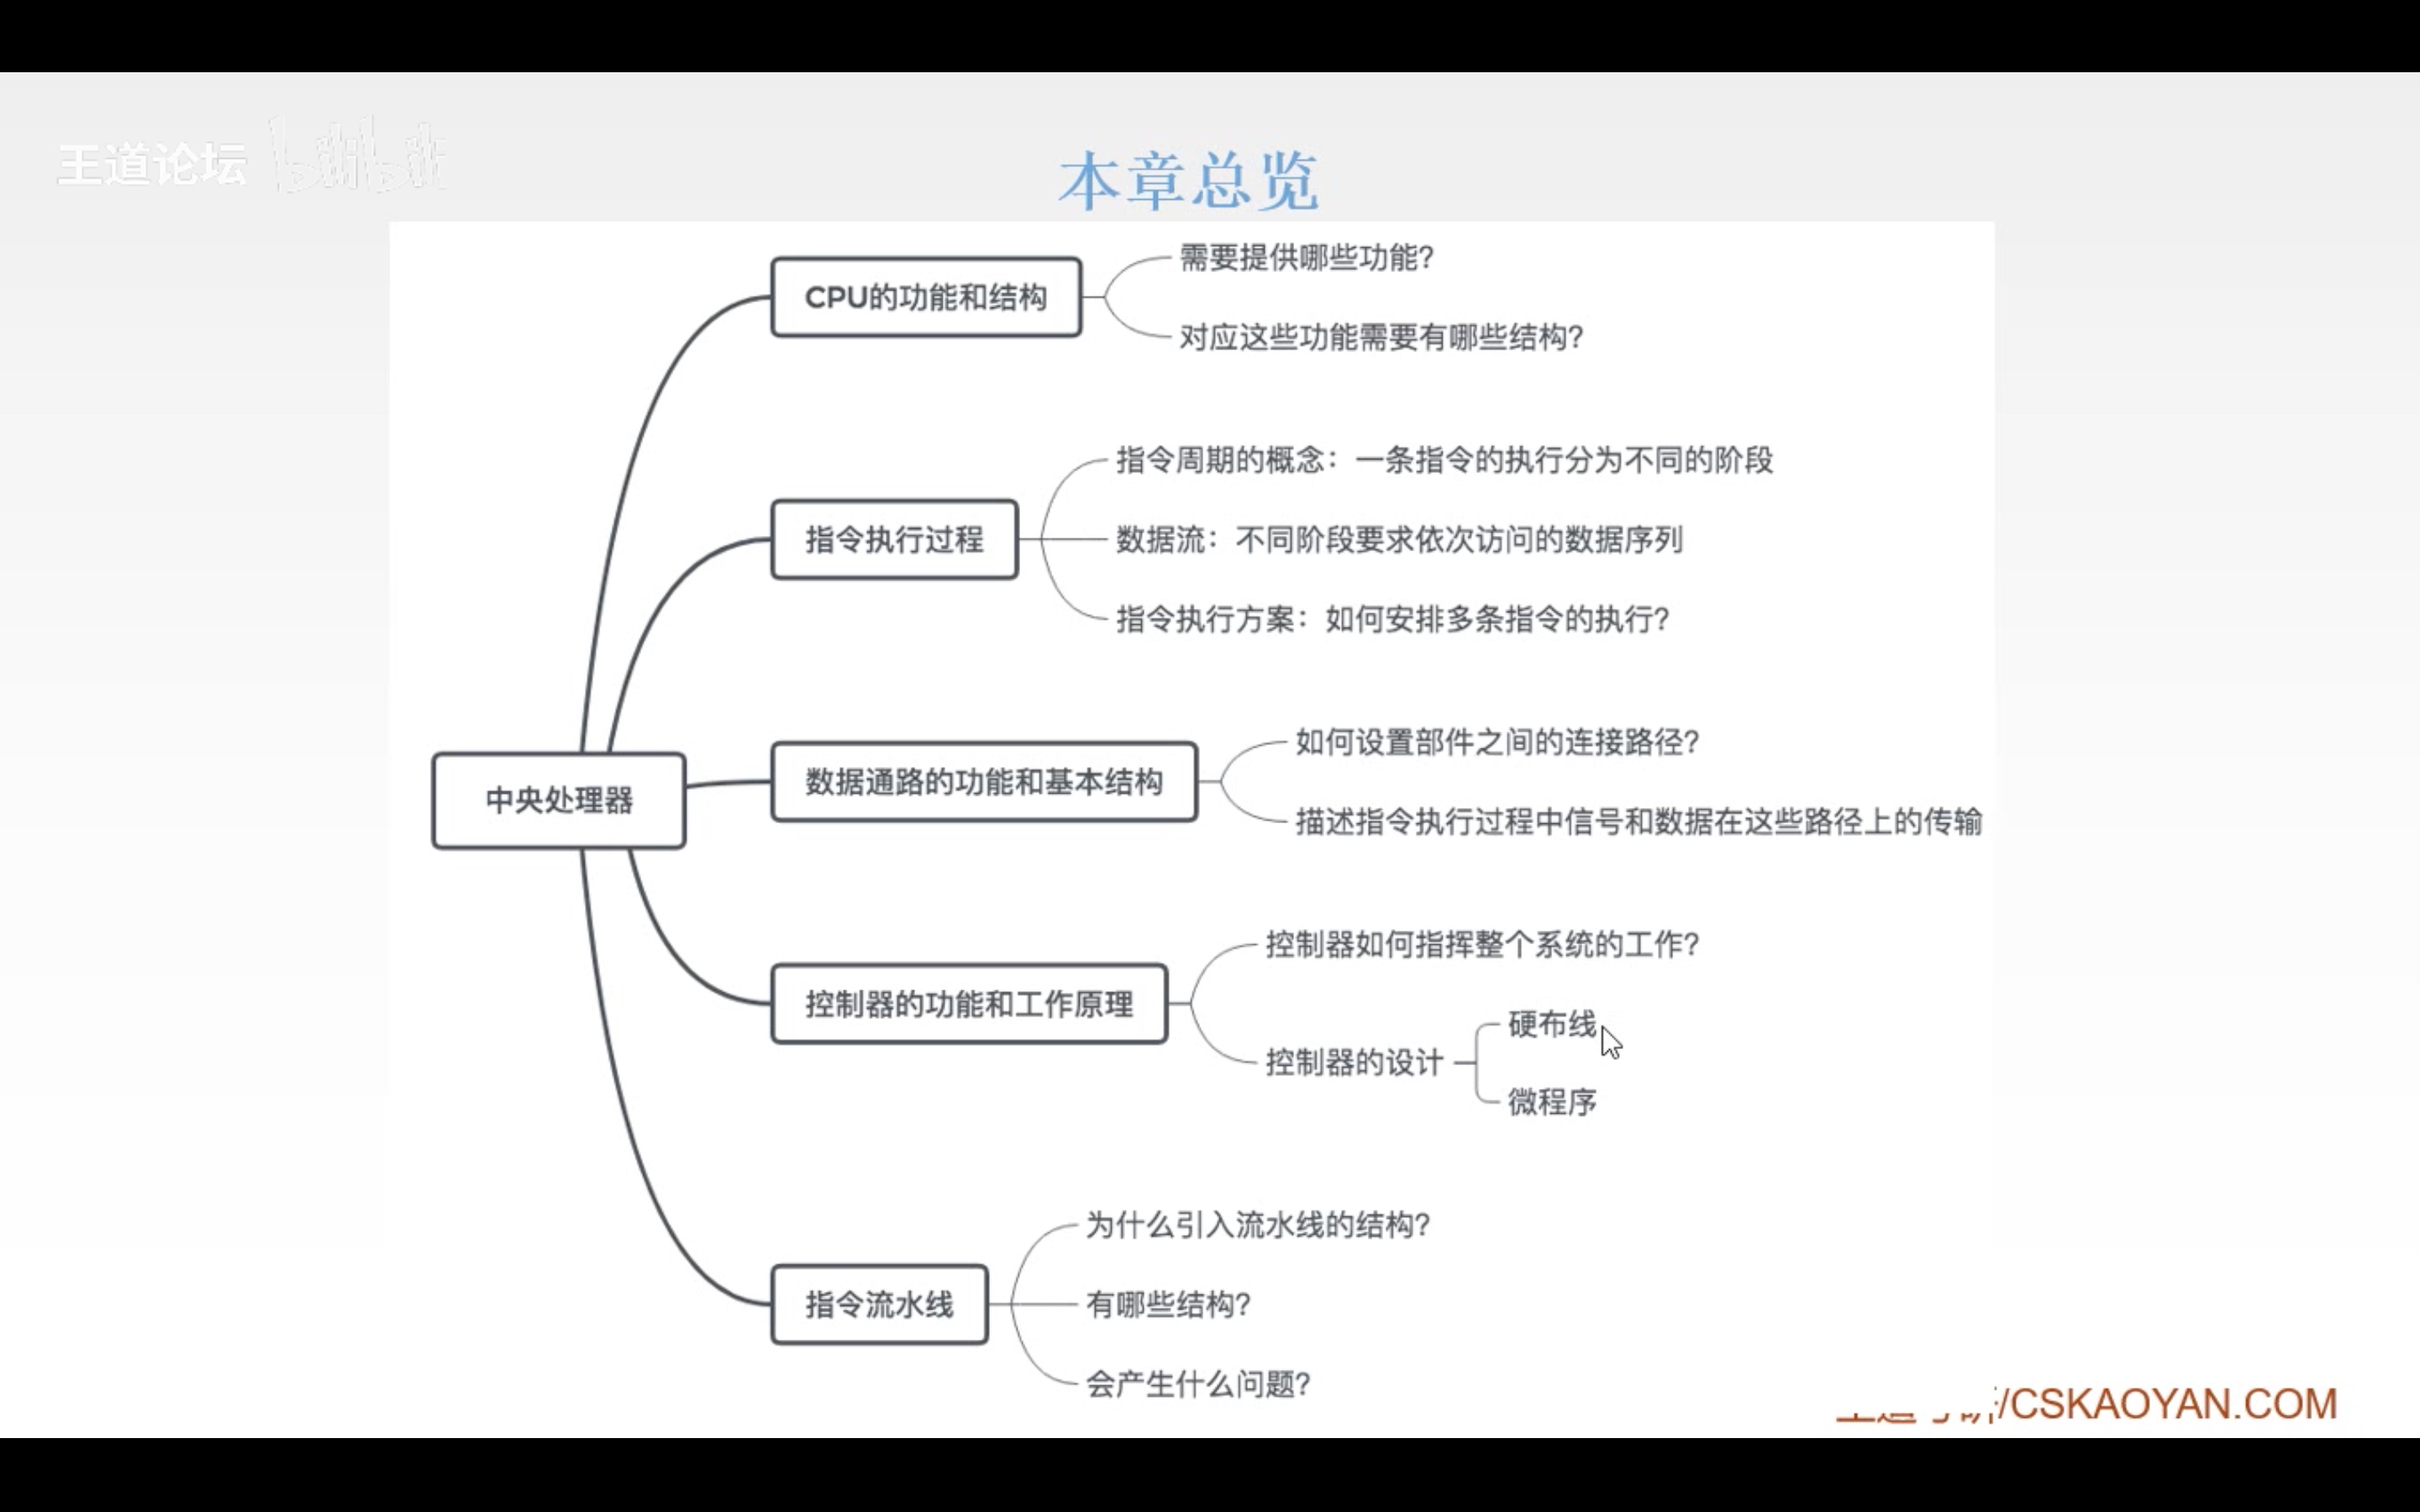 王道论坛 bilibili
本章总览
CPU的功能和结构
需要提供哪些功能?
对应这些功能需要有哪些结构?
指令执行过程
指令周期的概念：一条指令的执行分为不同的阶段
数据流：不同阶段要求依次访问的数据序列
指令执行方案：如何安排多条指令的执行?
中央处理器
数据通路的功能和基本结构
如何设置部件之间的连接路径?
描述指令执行过程中信号和数据在这些路径上的传输
控制器的功能和工作原理
控制器如何指挥整个系统的工作?
控制器的设计
硬布线
微程序
指令流水线
为什么引入流水线的结构?
有哪些结构?
会产生什么问题?
/CSKAOYAN.COM